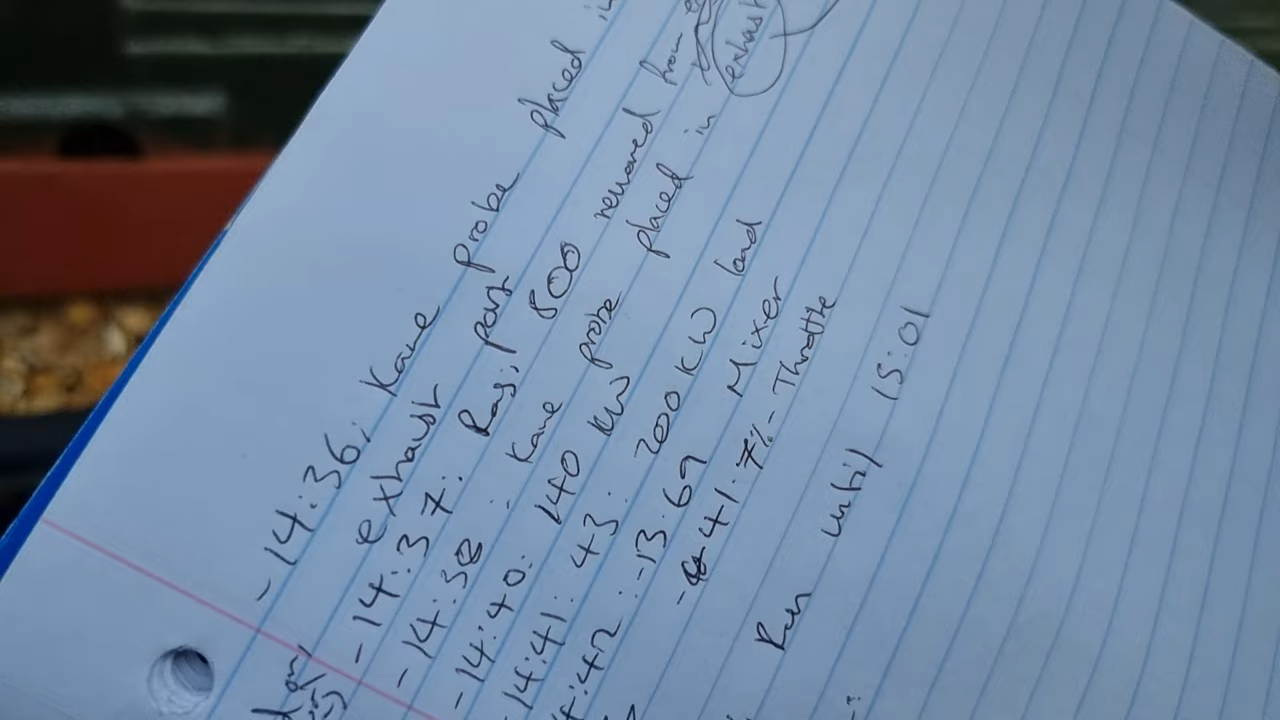 - 14:36; Kane probe placed in
exhaust port
- 14:37: Rasi 800 removed from
- 14:38 : Kane probe placed in exhaust
- 14:40: 140 KW
14:41:43: 200 KW load
:42: -13.69 Mixer
- 41.7% - Throttle
Run until 15:01